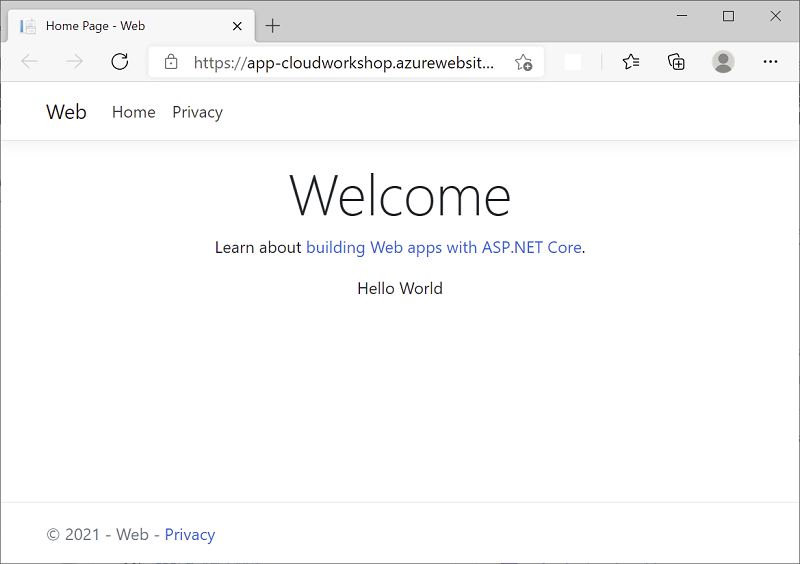 Home Page - Web
https://app-cloudworkshop.azurewebsit...
Web Home Privacy
Welcome
Learn about building Web apps with ASP.NET Core.
Hello World
© 2021 - Web - Privacy